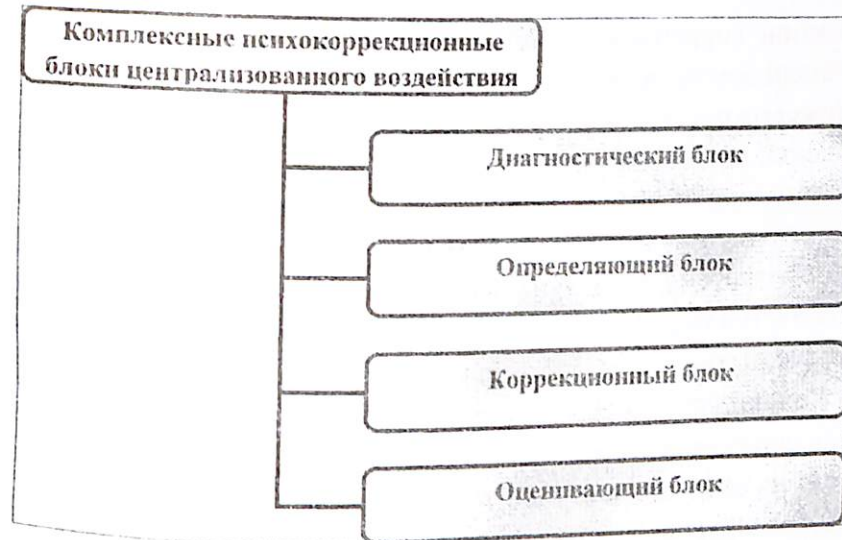 Комплексные психокоррекционные
блоки централизованного воздействия
Диагностический блок
Определяющий блок
Коррекционный блок
Оценивающий блок